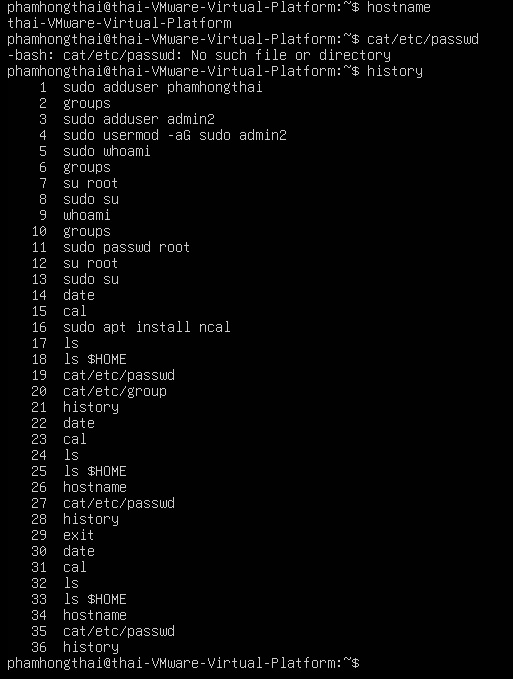 phamhongthai@thai-VMware-Virtual-Platform:~$ hostname
thai-VMware-Virtual-Platform
phamhongthai@thai-VMware-Virtual-Platform:~$ cat/etc/passwd
-bash: cat/etc/passwd: No such file or directory
phamhongthai@thai-VMware-Virtual-Platform:~$ history
    1  sudo adduser phamhongthai
    2  groups
    3  sudo adduser admin2
    4  sudo usermod -aG sudo admin2
    5  sudo whoami
    6  groups
    7  su root
    8  sudo su
    9  whoami
   10  groups
   11  sudo passwd root
   12  su root
   13  sudo su
   14  date
   15  cal
   16  sudo apt install ncal
   17  ls
   18  ls $HOME
   19  cat/etc/passwd
   20  cat/etc/group
   21  history
   22  date
   23  cal
   24  ls
   25  ls $HOME
   26  hostname
   27  cat/etc/passwd
   28  history
   29  exit
   30  date
   31  cal
   32  ls
   33  ls $HOME
   34  hostname
   35  cat/etc/passwd
   36  history
phamhongthai@thai-VMware-Virtual-Platform:~$